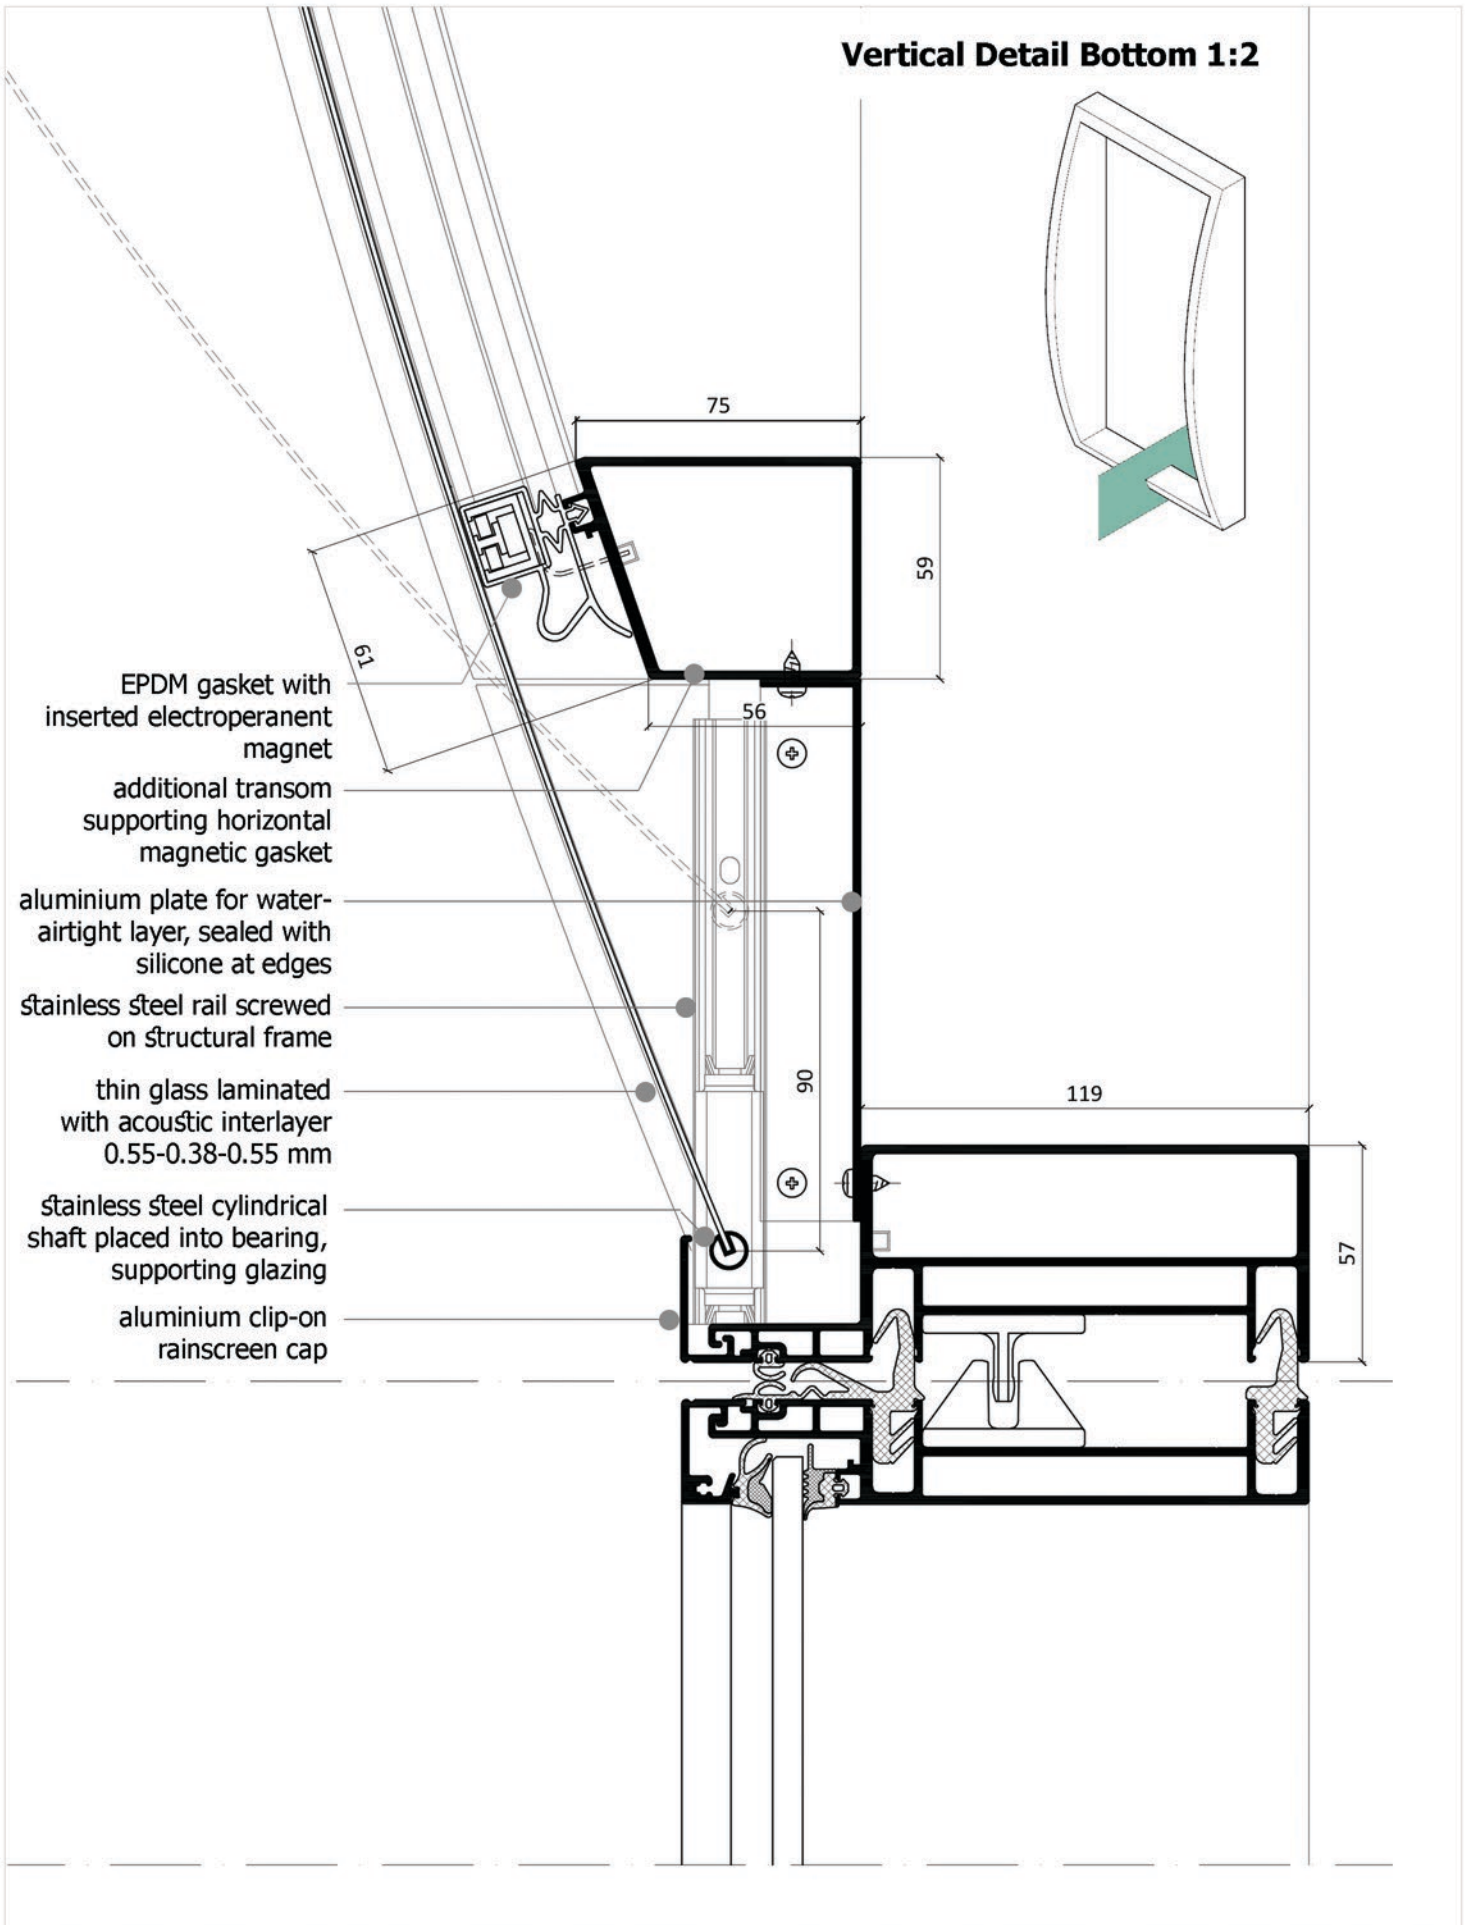 Vertical Detail Bottom 1:2
75
59
61
EPDM gasket with
inserted electroperanent
magnet
56
additional transom
supporting horizontal
magnetic gasket
aluminium plate for water-
airtight layer, sealed with
silicone at edges
stainless steel rail screwed
on structural frame
90
119
thin glass laminated
with acoustic interlayer
0.55-0.38-0.55 mm
stainless steel cylindrical
shaft placed into bearing,
supporting glazing
57
aluminium clip-on
rainscreen cap